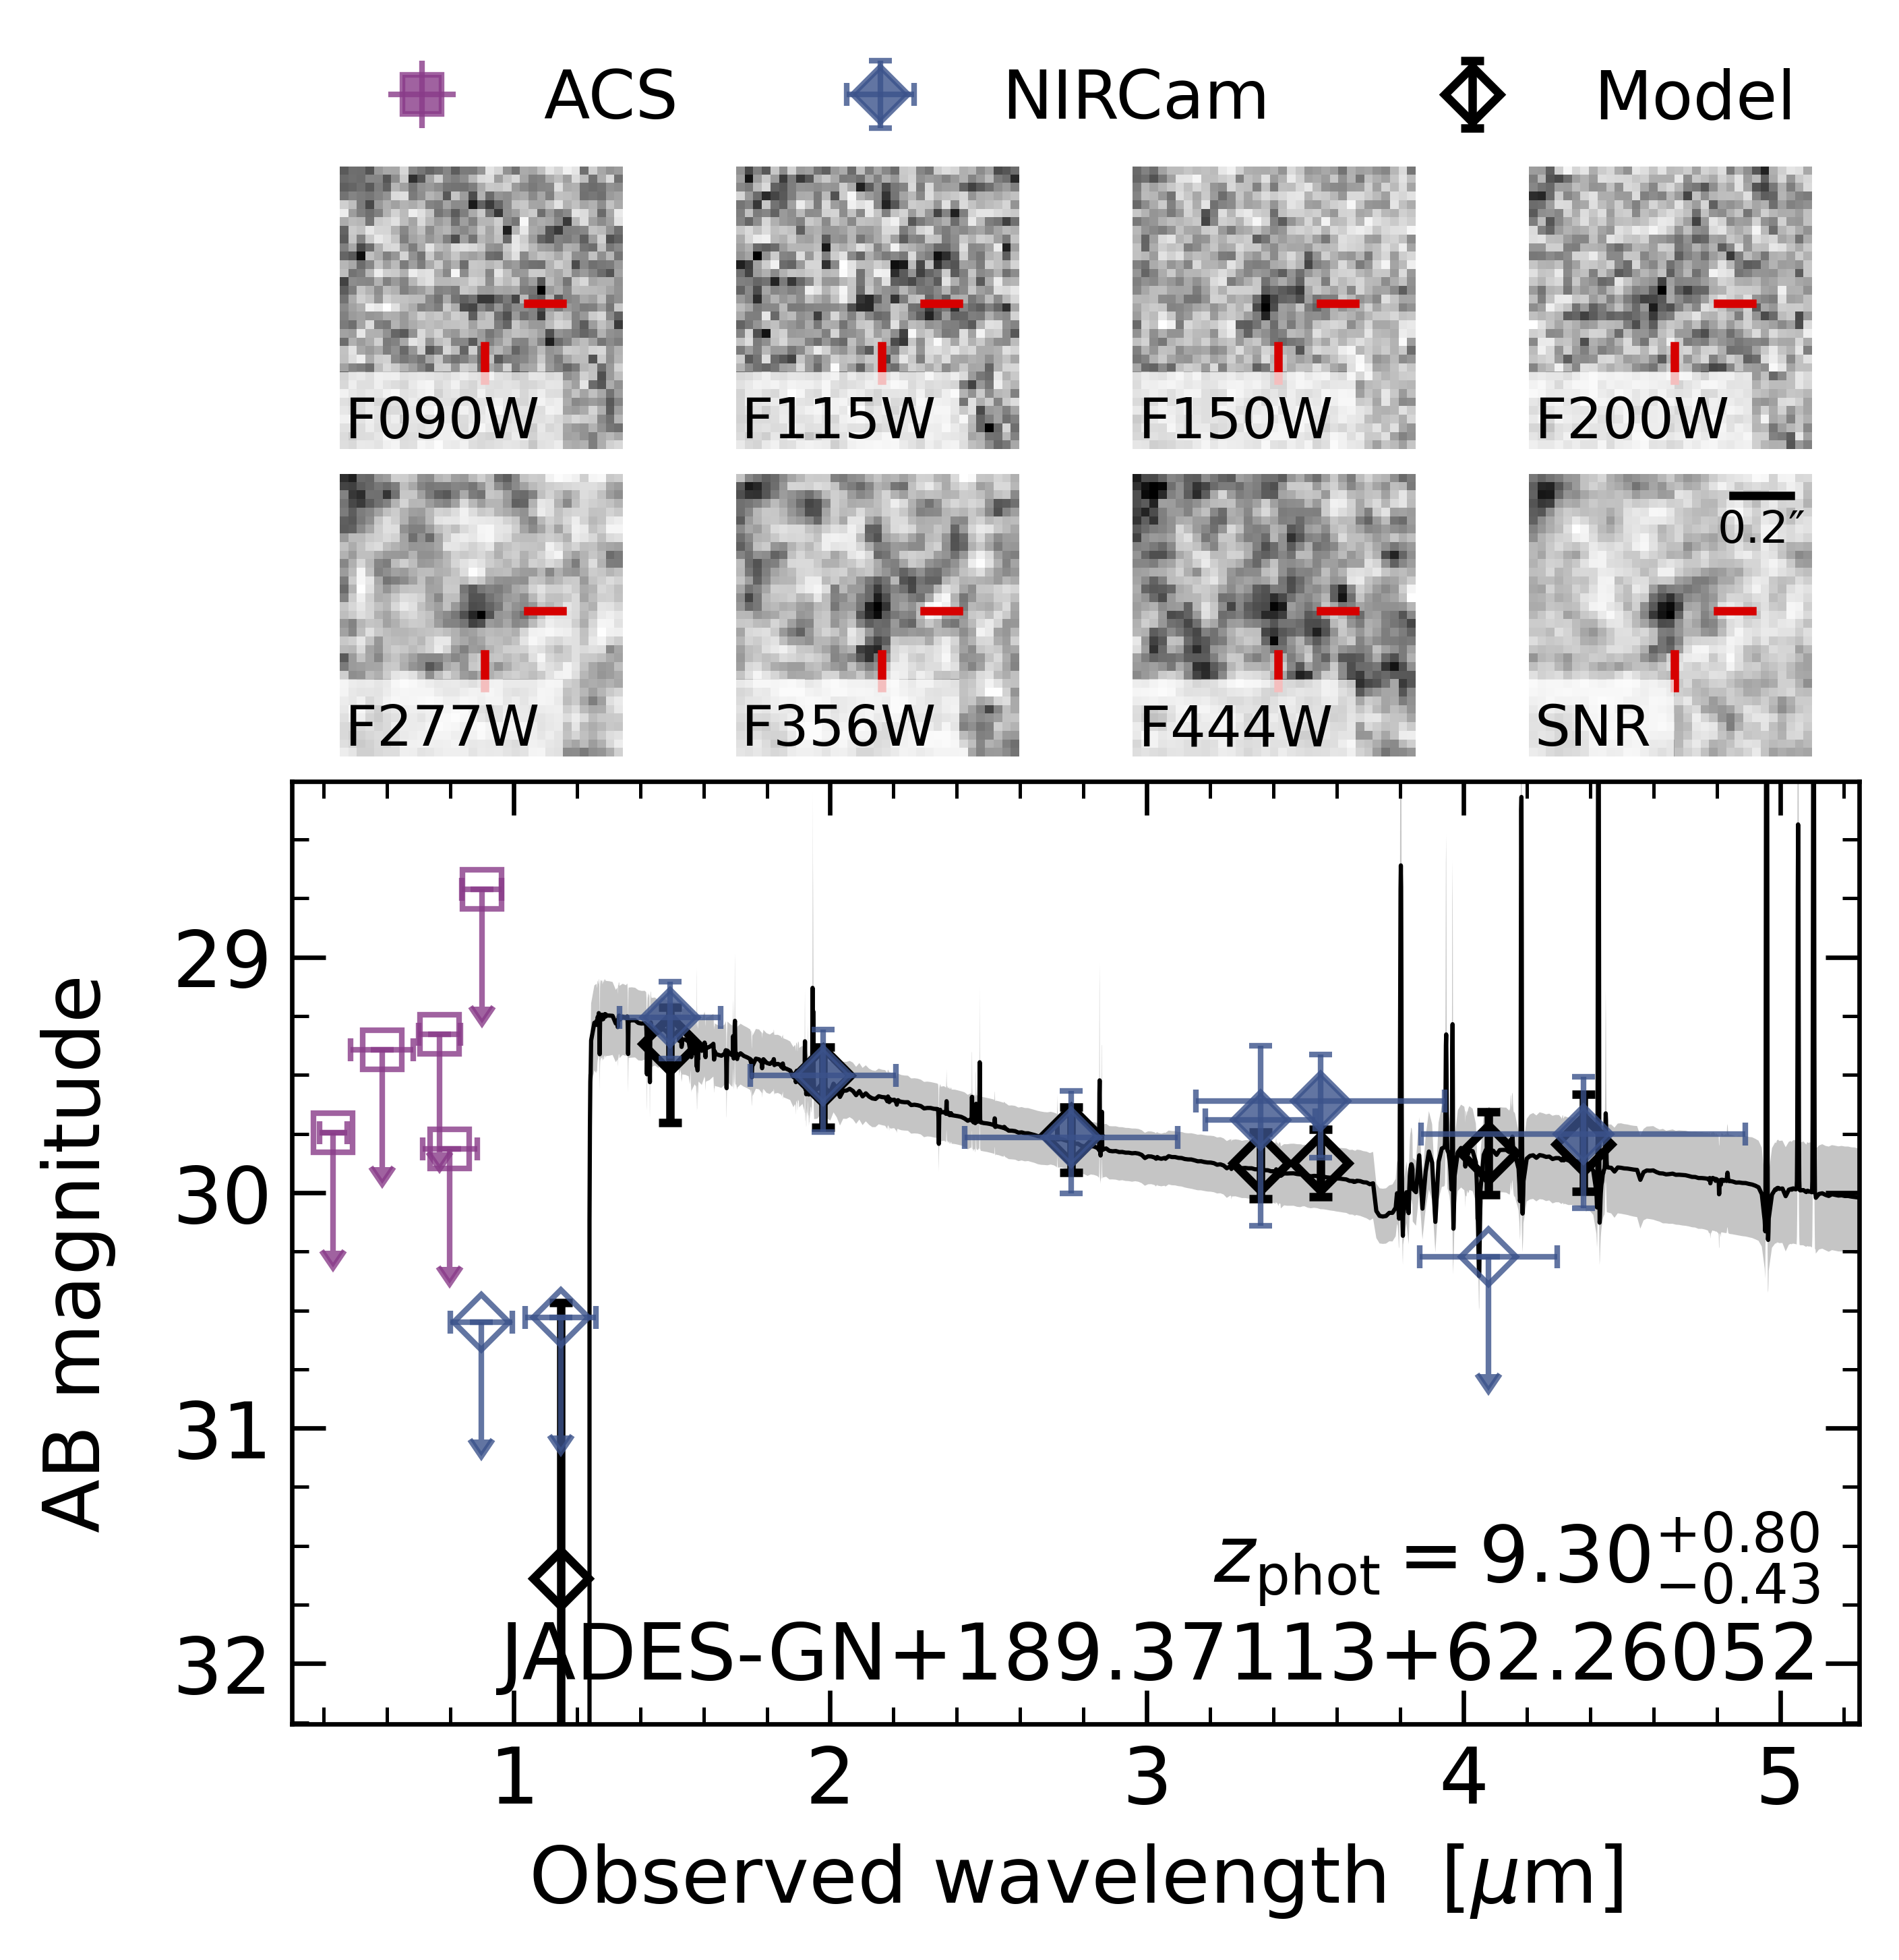 ACS NIRCam Model
F090W F115W F150W F200W
0.2″
F277W F356W F444W SNR
29
30
31
32
AB magnitude
z_phot = 9.30 +0.80 −0.43
JADES-GN+189.37113+62.26052
1 2 3 4 5
Observed wavelength [μm]